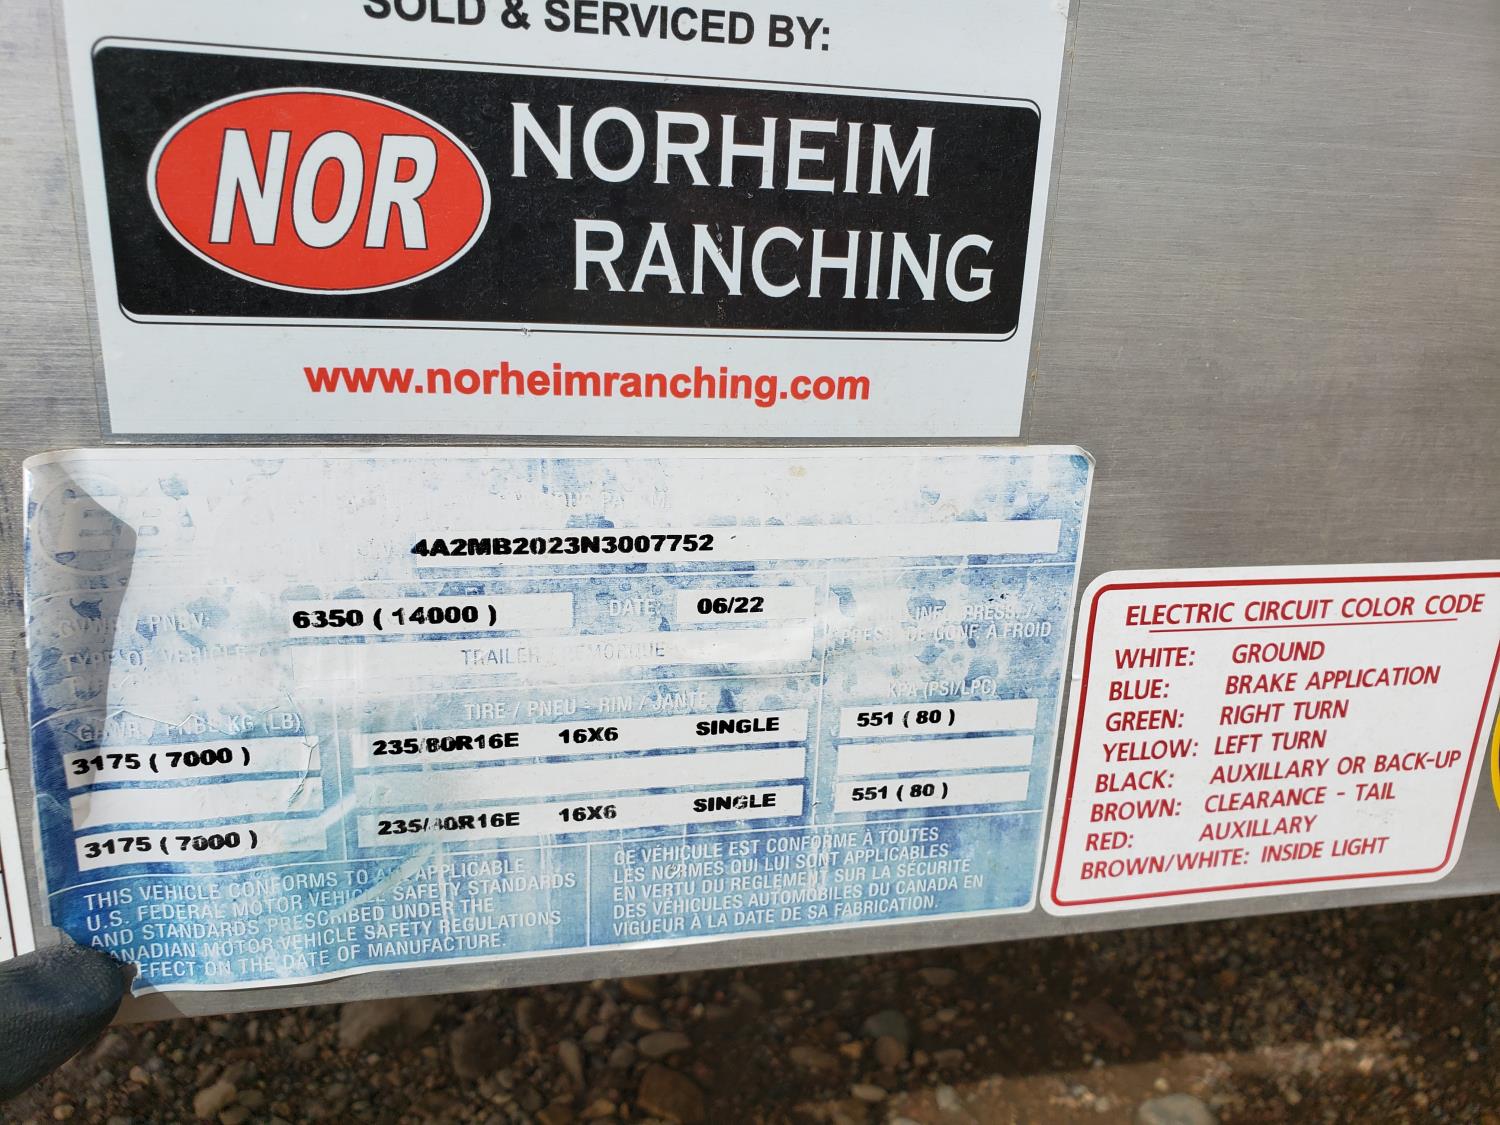 SOLD & SERVICED BY:
NOR NORHEIM
RANCHING
www.norheimranching.com
4A2MB2023N3007752
6350 ( 14000 ) DATE: 06/22
TRAILER
TIRE / PNEU - RIM / JANTE KPA (PSI/LPC)
3175 ( 7000 ) 235/80R16E 16X6 SINGLE 551 ( 80 )
3175 ( 7000 ) 16X6 SINGLE 551 ( 80 )
THIS VEHICLE CONFORMS TO APPLICABLE
U.S. FEDERAL MOTOR VEHICLE SAFETY STANDARDS
AND STANDARDS PRESCRIBED UNDER THE
CANADIAN MOTOR VEHICLE SAFETY REGULATIONS
EFFECT ON THE DATE OF MANUFACTURE.
CE VÉHICULE EST CONFORME À TOUTES
LES NORMES QUI LUI SONT APPLICABLES
EN VERTU DU RÈGLEMENT SUR LA SÉCURITÉ
DES VÉHICULES AUTOMOBILES DU CANADA EN
VIGUEUR À LA DATE DE SA FABRICATION.
ELECTRIC CIRCUIT COLOR CODE
WHITE: GROUND
BLUE: BRAKE APPLICATION
GREEN: RIGHT TURN
YELLOW: LEFT TURN
BLACK: AUXILLARY OR BACK-UP
BROWN: CLEARANCE - TAIL
RED: AUXILLARY
BROWN/WHITE: INSIDE LIGHT